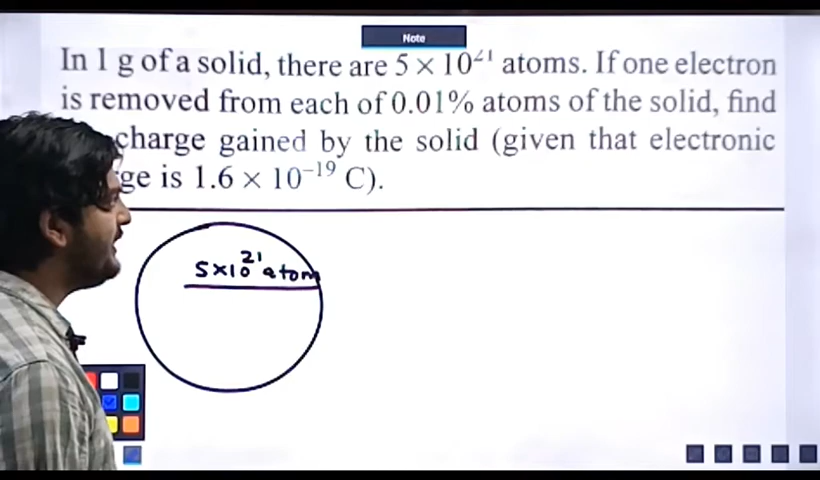 Note
In 1 g of a solid, there are 5 × 10²¹ atoms. If one electron
is removed from each of 0.01% atoms of the solid, find
charge gained by the solid (given that electronic
ge is 1.6 × 10⁻¹⁹ C).
5×10²¹ atom